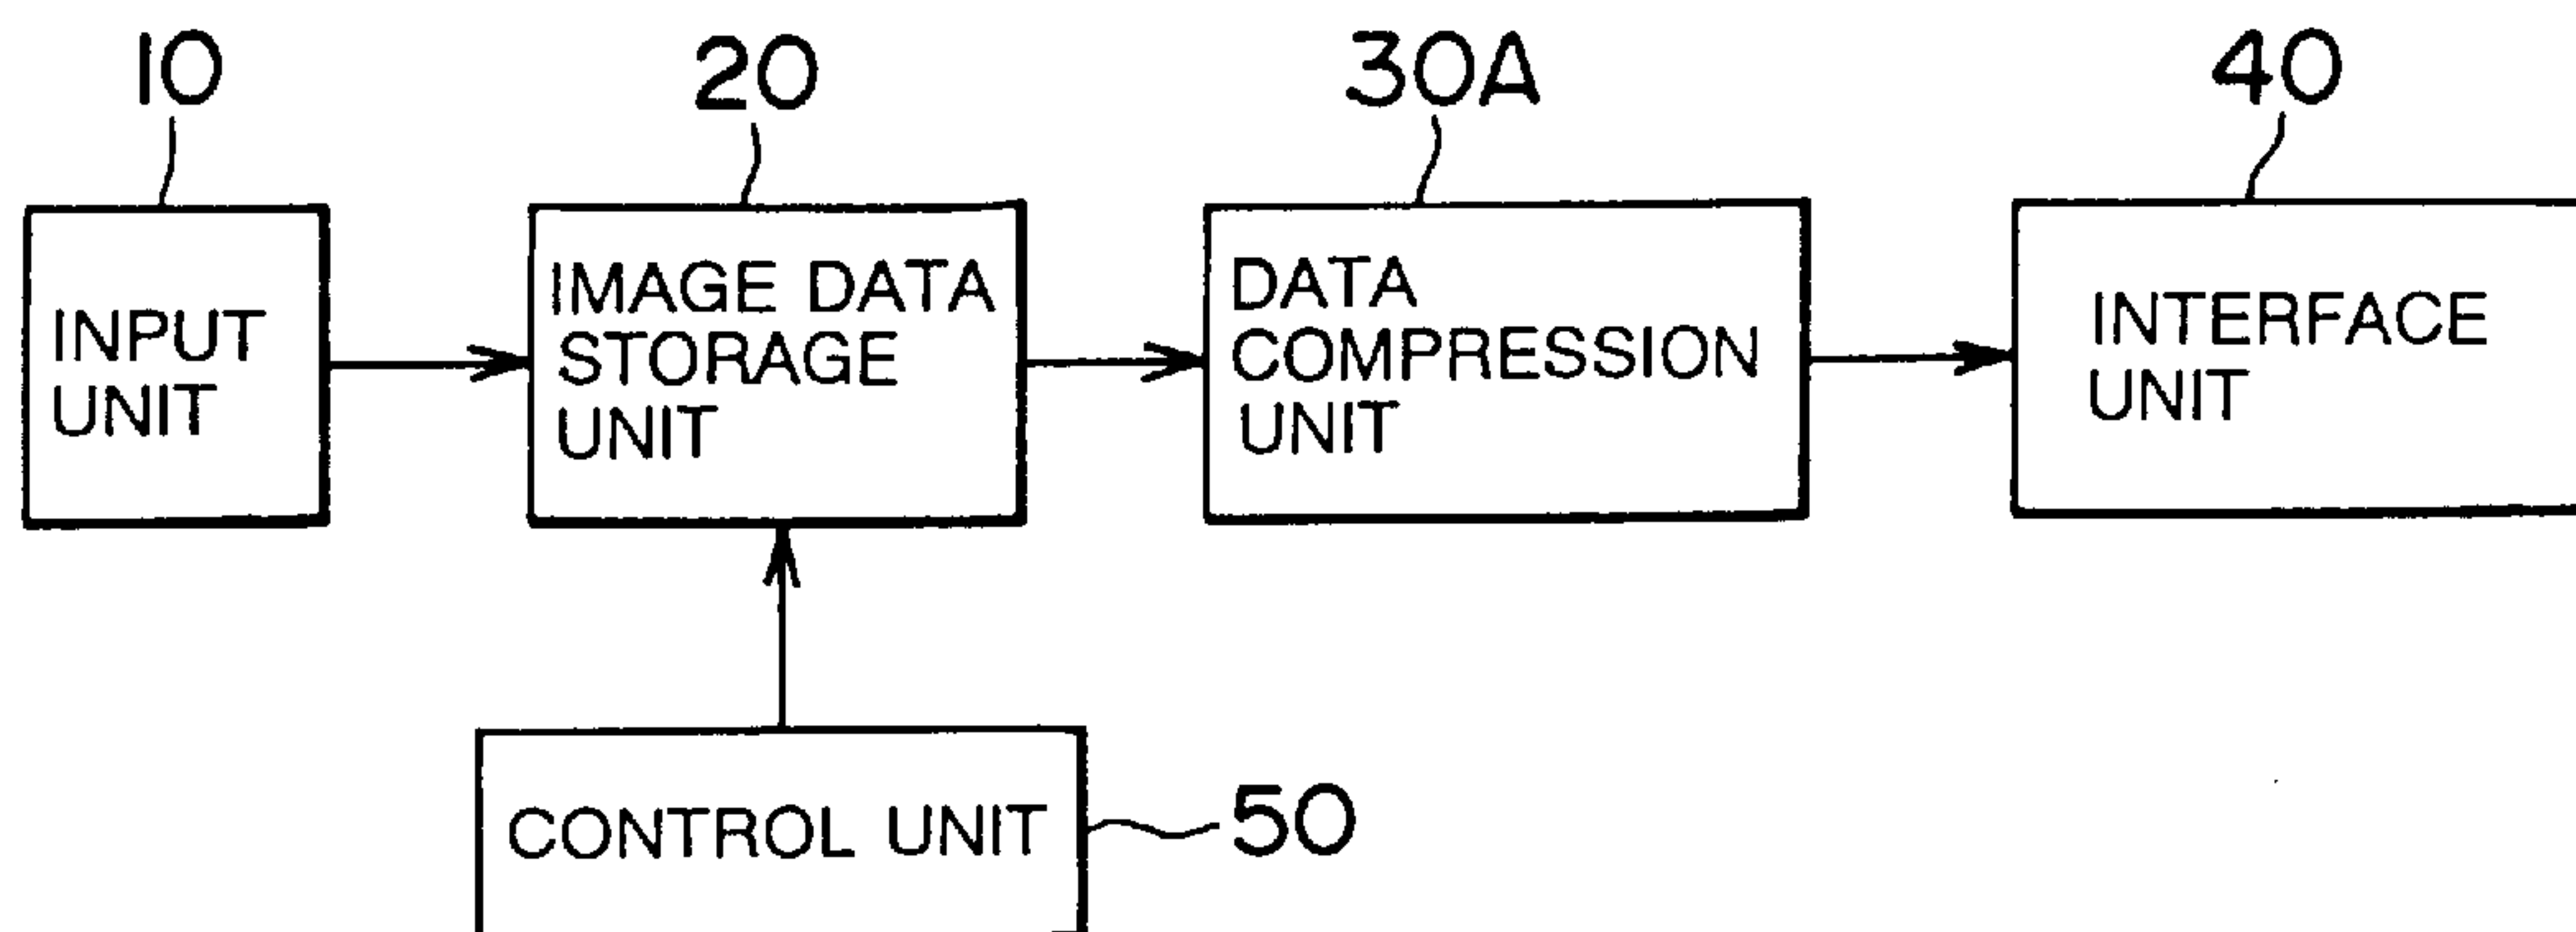 10
20
30A
40
INPUT
UNIT
IMAGE DATA
STORAGE
UNIT
DATA
COMPRESSION
UNIT
INTERFACE
UNIT
CONTROL UNIT
50